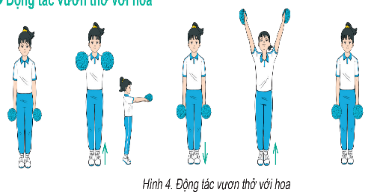 Động tác vươn thở với hoa
Hình 4. Động tác vươn thở với hoa